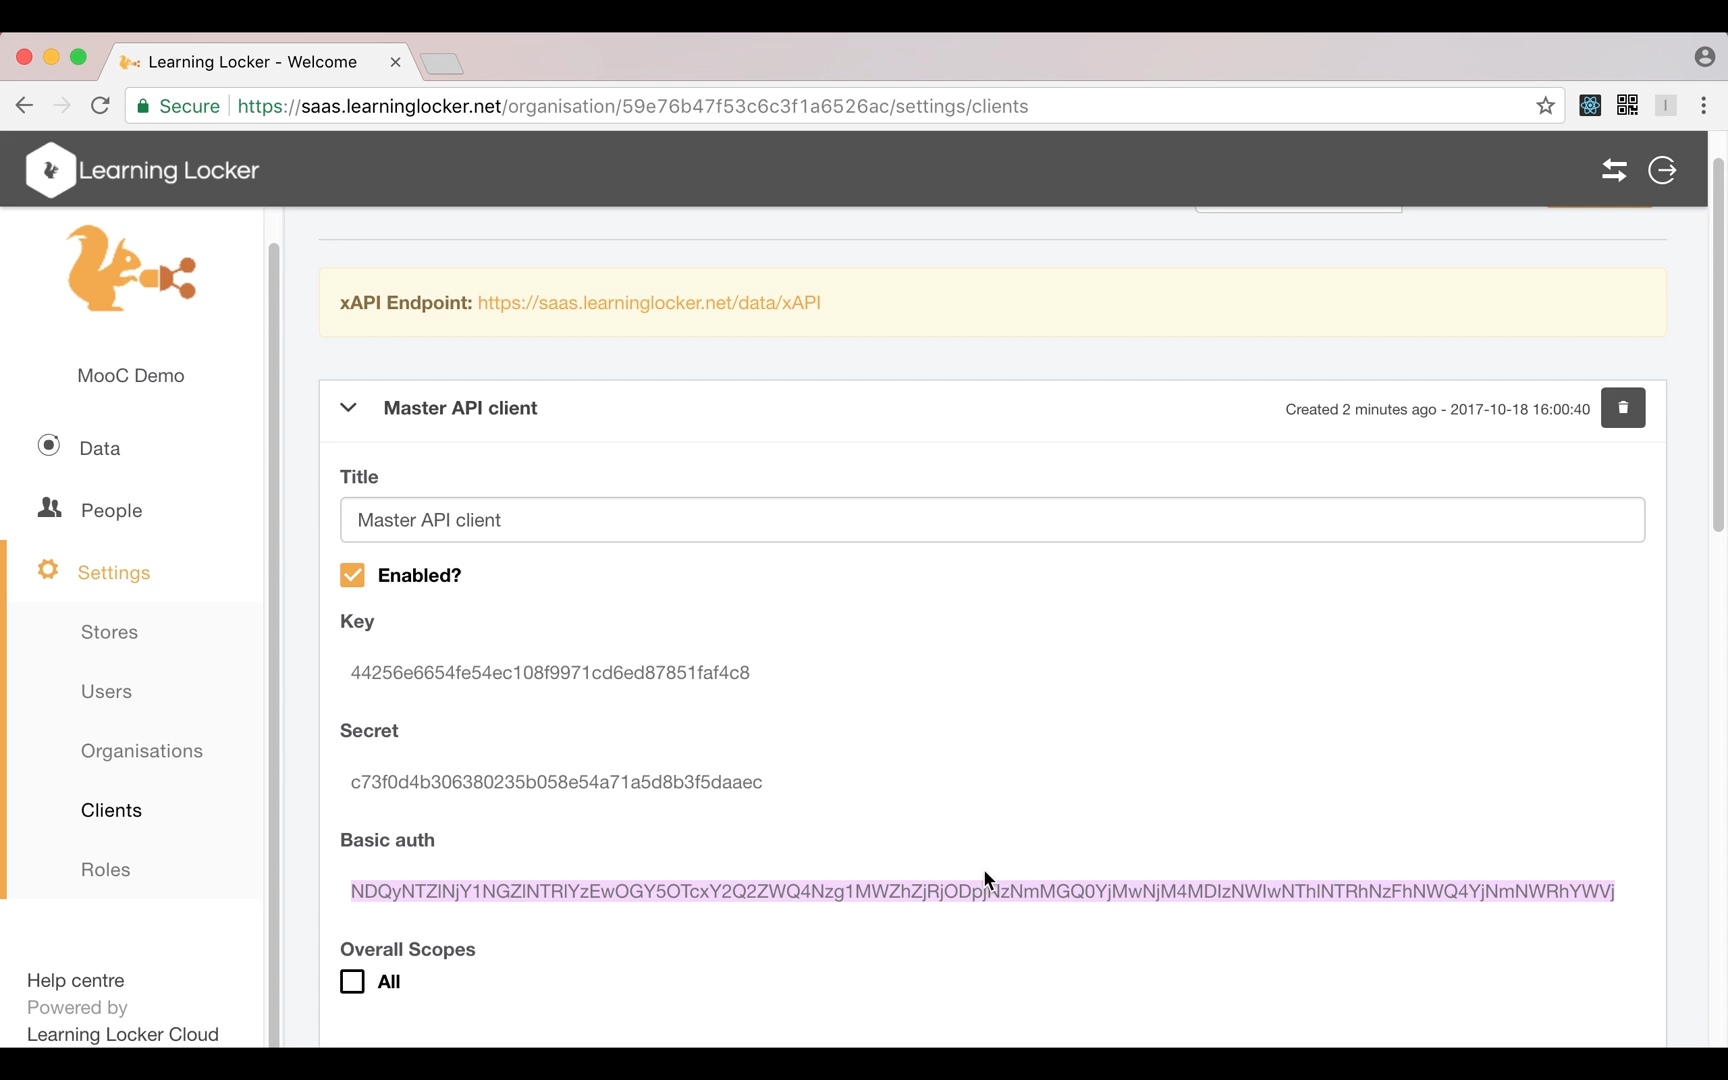 Learning Locker - Welcome
Secure https://saas.learninglocker.net/organisation/59e76b47f53c6c3f1a6526ac/settings/clients
Learning Locker
MooC Demo
Data
People
Settings
Stores
Users
Organisations
Clients
Roles
Help centre
Powered by
Learning Locker Cloud
xAPI Endpoint: https://saas.learninglocker.net/data/xAPI
Master API client
Created 2 minutes ago - 2017-10-18 16:00:40
Title
Master API client
Enabled?
Key
44256e6654fe54ec108f9971cd6ed87851faf4c8
Secret
c73f0d4b306380235b058e54a71a5d8b3f5daaec
Basic auth
NDQyNTZlNjY1NGZlNTRlYzEwOGY5OTcxY2Q2ZWQ4Nzg1MWZhZjRjODpjNzNmMGQ0YjMwNjM4MDIzNWIwNThlNTRhNzFhNWQ4YjNmNWRhYWVj
Overall Scopes
All